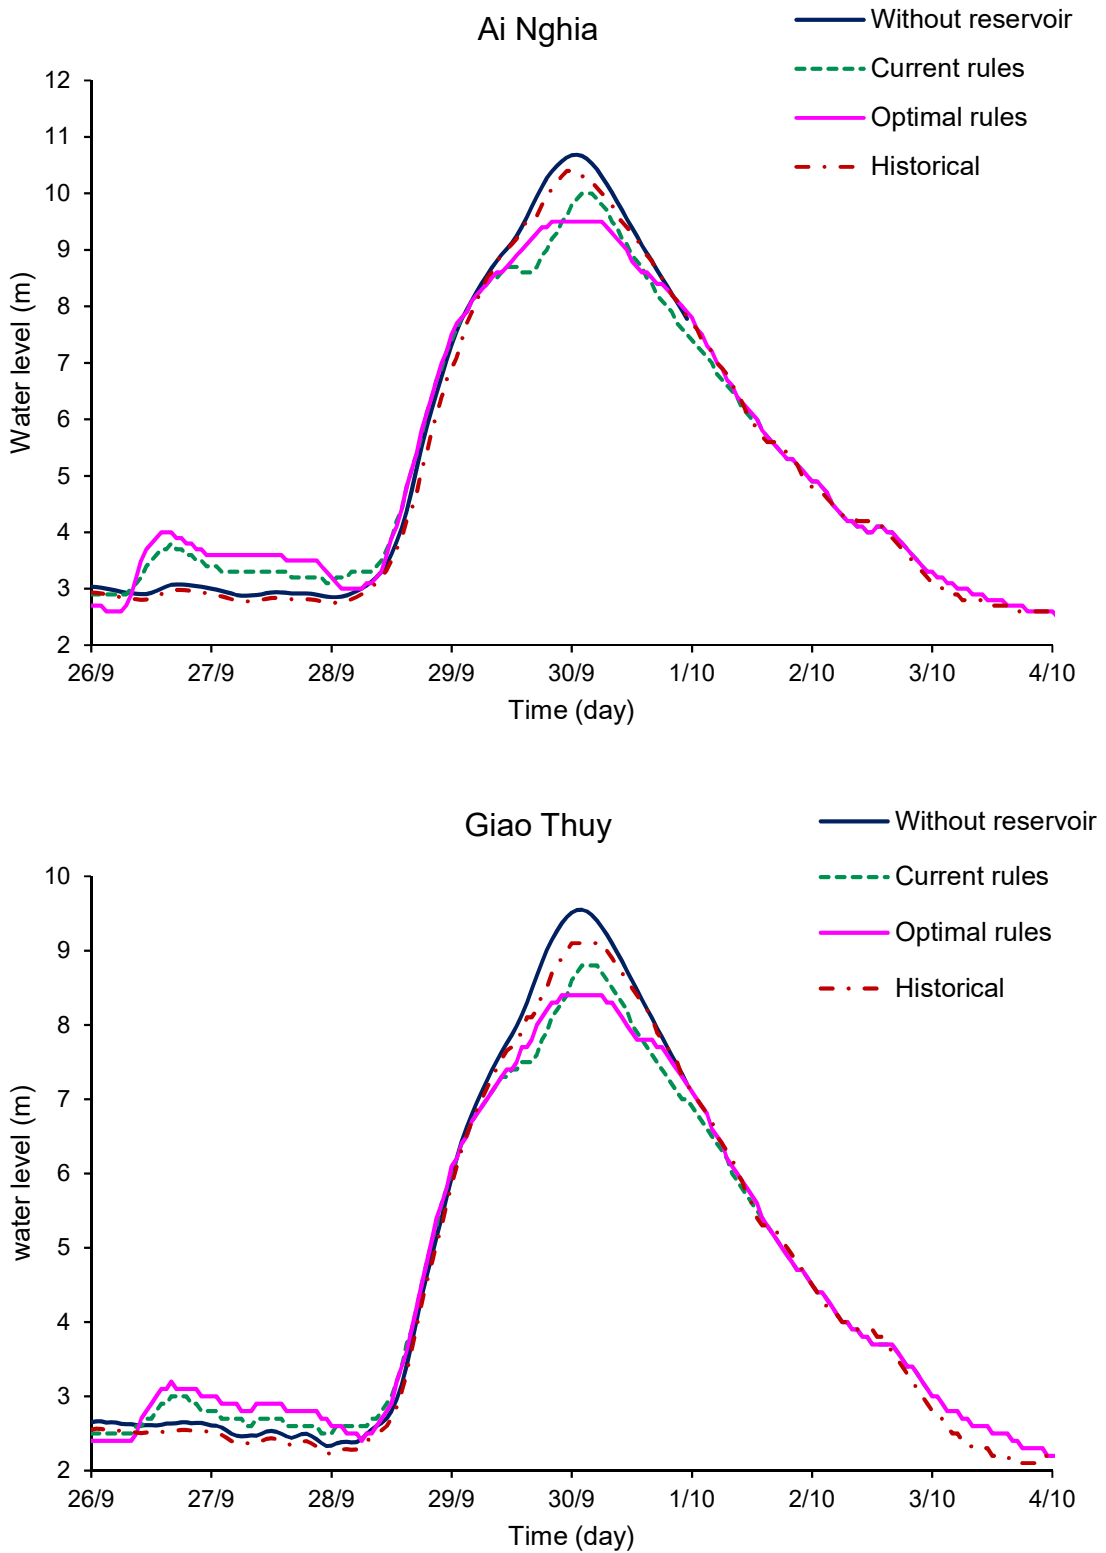 Ai Nghia
Without reservoir
Current rules
Optimal rules
Historical
12
11
10
9
8
7
6
5
4
3
2
Water level (m)
26/9 27/9 28/9 29/9 30/9 1/10 2/10 3/10 4/10
Time (day)
Giao Thuy
Without reservoir
Current rules
Optimal rules
Historical
10
9
8
7
6
5
4
3
2
water level (m)
26/9 27/9 28/9 29/9 30/9 1/10 2/10 3/10 4/10
Time (day)